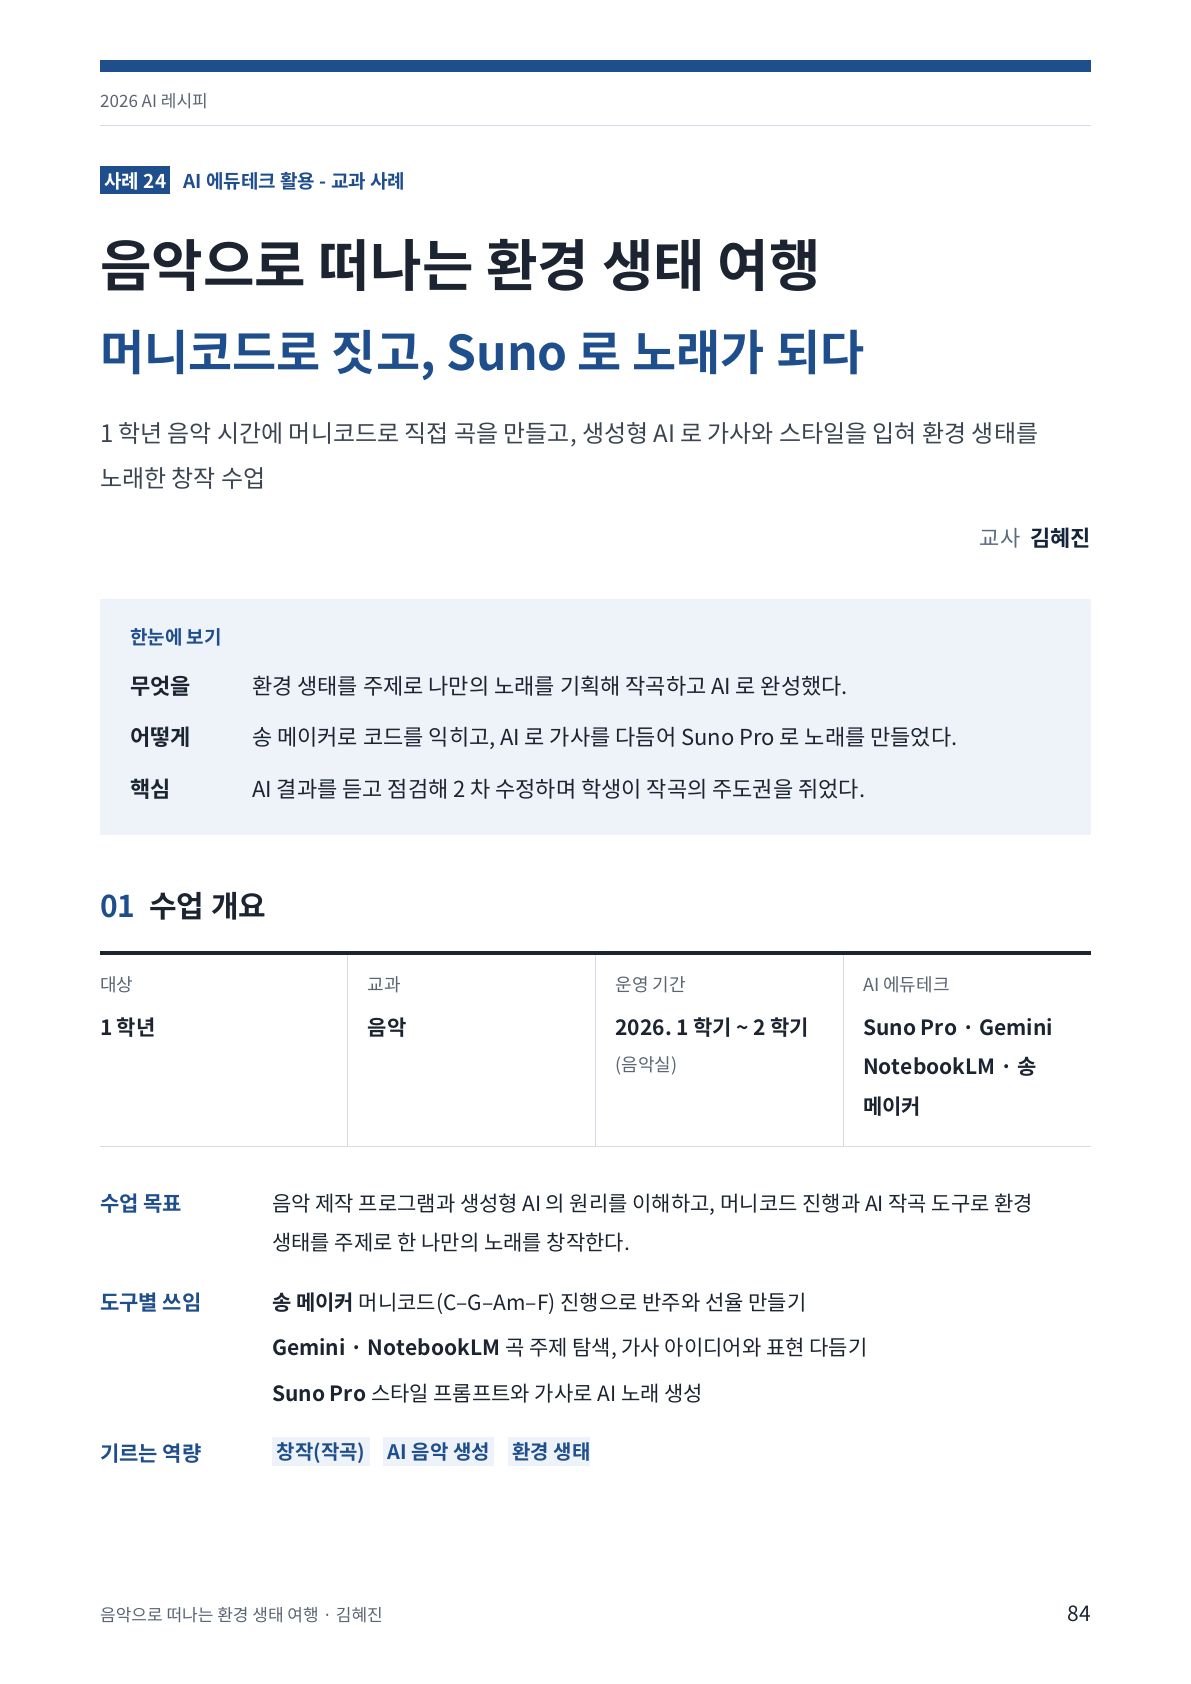 2026 AI 레시피
사례 24 AI 에듀테크 활용 - 교과 사례
음악으로 떠나는 환경 생태 여행
머니코드로 짓고, Suno 로 노래가 되다
1 학년 음악 시간에 머니코드로 직접 곡을 만들고, 생성형 AI 로 가사와 스타일을 입혀 환경 생태를
노래한 창작 수업
교사 김혜진
한눈에 보기
무엇을 환경 생태를 주제로 나만의 노래를 기획해 작곡하고 AI 로 완성했다.
어떻게 송 메이커로 코드를 익히고, AI 로 가사를 다듬어 Suno Pro 로 노래를 만들었다.
핵심 AI 결과를 듣고 점검해 2 차 수정하며 학생이 작곡의 주도권을 쥐었다.
01 수업 개요
대상
1 학년
교과
음악
운영 기간
2026. 1 학기 ~ 2 학기
(음악실)
AI 에듀테크
Suno Pro · Gemini
NotebookLM · 송
메이커
수업 목표 음악 제작 프로그램과 생성형 AI 의 원리를 이해하고, 머니코드 진행과 AI 작곡 도구로 환경
생태를 주제로 한 나만의 노래를 창작한다.
도구별 쓰임 송 메이커 머니코드(C–G–Am–F) 진행으로 반주와 선율 만들기
Gemini · NotebookLM 곡 주제 탐색, 가사 아이디어와 표현 다듬기
Suno Pro 스타일 프롬프트와 가사로 AI 노래 생성
기르는 역량 창작(작곡) AI 음악 생성 환경 생태
음악으로 떠나는 환경 생태 여행 · 김혜진
84